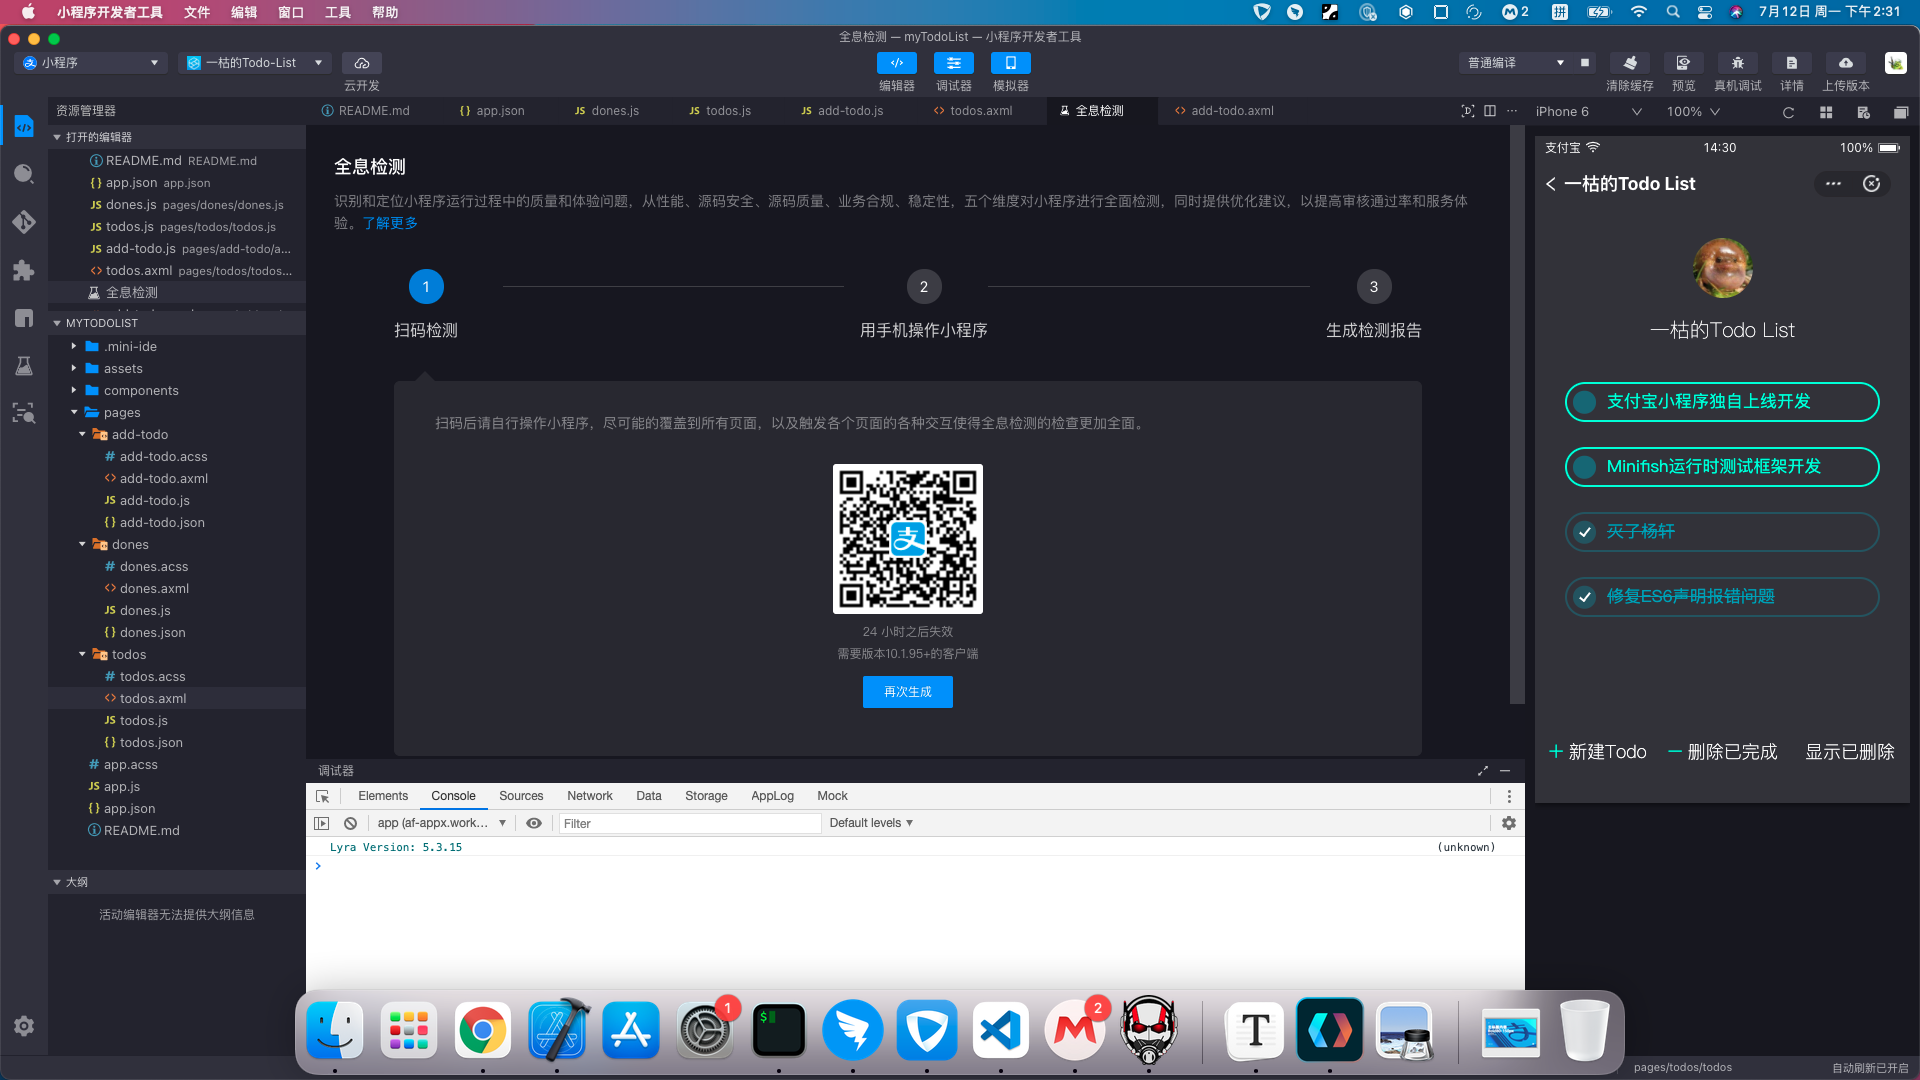 小程序开发者工具 文件 编辑 窗口 工具 帮助
2 拼 7月12日 周一 下午2:31
全息检测 — myTodoList — 小程序开发者工具
小程序 一枯的Todo-List
云开发 编辑器 调试器 模拟器
普通编译
清除缓存 预览 真机调试 详情 上传版本
资源管理器
打开的编辑器
README.md README.md
app.json app.json
JS dones.js pages/dones/dones.js
JS todos.js pages/todos/todos.js
JS add-todo.js pages/add-todo/a...
todos.axml pages/todos/todos...
全息检测
MYTODOLIST
.mini-ide
assets
components
pages
add-todo
# add-todo.acss
add-todo.axml
JS add-todo.js
add-todo.json
dones
# dones.acss
dones.axml
JS dones.js
dones.json
todos
# todos.acss
todos.axml
JS todos.js
todos.json
# app.acss
JS app.js
app.json
README.md
大纲
活动编辑器无法提供大纲信息
README.md app.json JS dones.js JS todos.js JS add-todo.js todos.axml 全息检测 add-todo.axml
全息检测
识别和定位小程序运行过程中的质量和体验问题，从性能、源码安全、源码质量、业务合规、稳定性，五个维度对小程序进行全面检测，同时提供优化建议，以提高审核通过率和服务体
验。了解更多
1 2 3
扫码检测 用手机操作小程序 生成检测报告
扫码后请自行操作小程序，尽可能的覆盖到所有页面，以及触发各个页面的各种交互使得全息检测的检查更加全面。
支
24 小时之后失效
需要版本10.1.95+的客户端
再次生成
调试器
Elements Console Sources Network Data Storage AppLog Mock
app (af-appx.work... Filter Default levels
Lyra Version: 5.3.15 (unknown)
iPhone 6 100%
支付宝 14:30 100%
一枯的Todo List
一枯的Todo List
支付宝小程序独自上线开发
Minifish运行时测试框架开发
灭了杨轩
修复ES6声明报错问题
新建Todo 删除已完成 显示已删除
1 $ 2 T
pages/todos/todos 自动刷新已开启